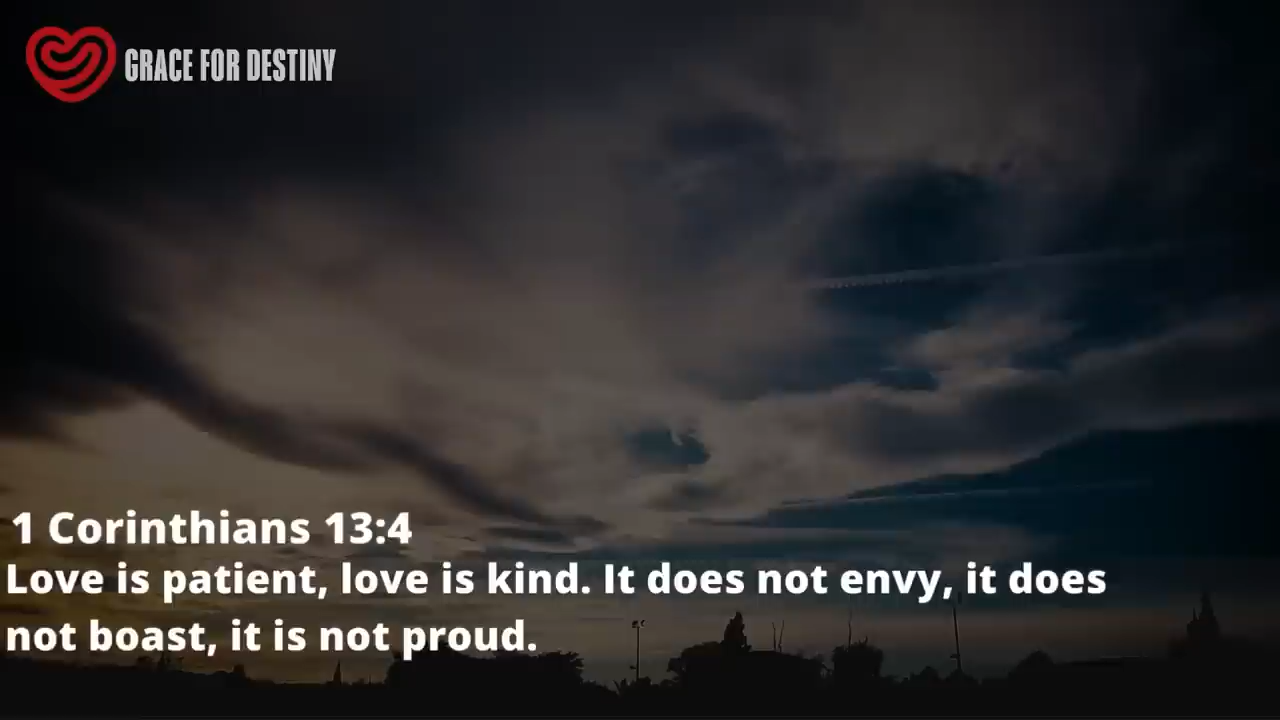 GRACE FOR DESTINY
1 Corinthians 13:4
Love is patient, love is kind. It does not envy, it does
not boast, it is not proud.